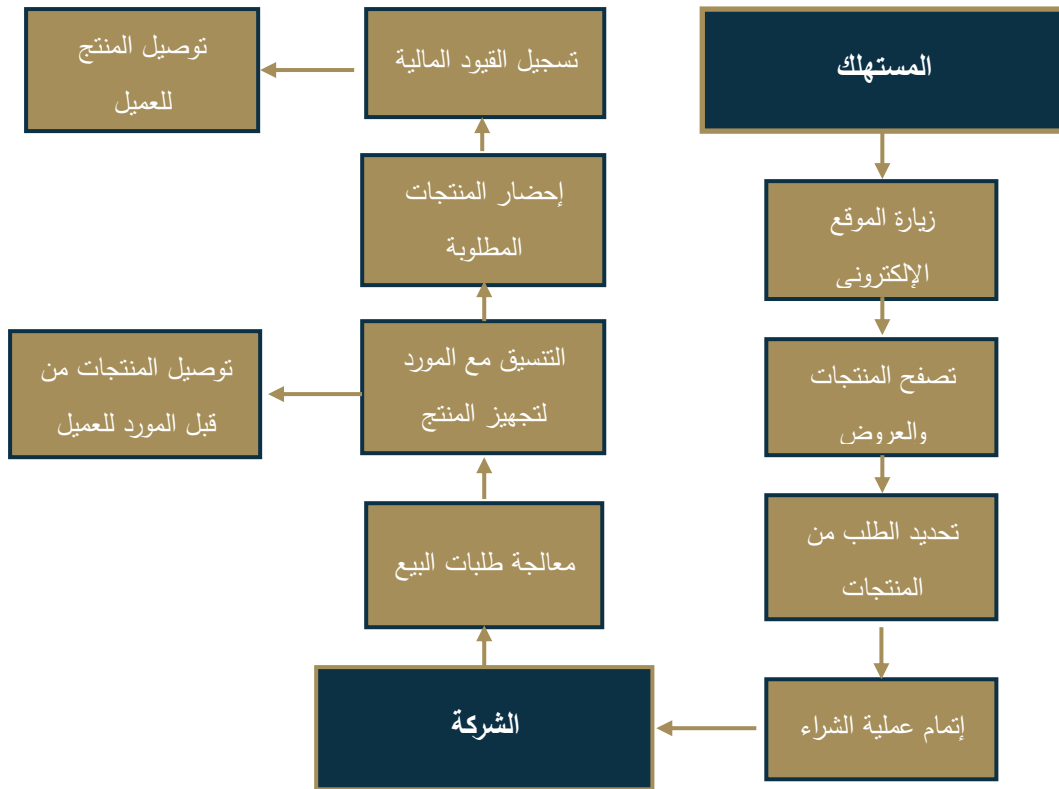 المستهلك
زيارة الموقع
الإلكتروني
تصفح المنتجات
والعروض
تحديد الطلب من
المنتجات
إتمام عملية الشراء
الشركة
معالجة طلبات البيع
التنسيق مع المورد
لتجهيز المنتج
توصيل المنتجات من
قبل المورد للعميل
إحضار المنتجات
المطلوبة
تسجيل القيود المالية
توصيل المنتج
للعميل